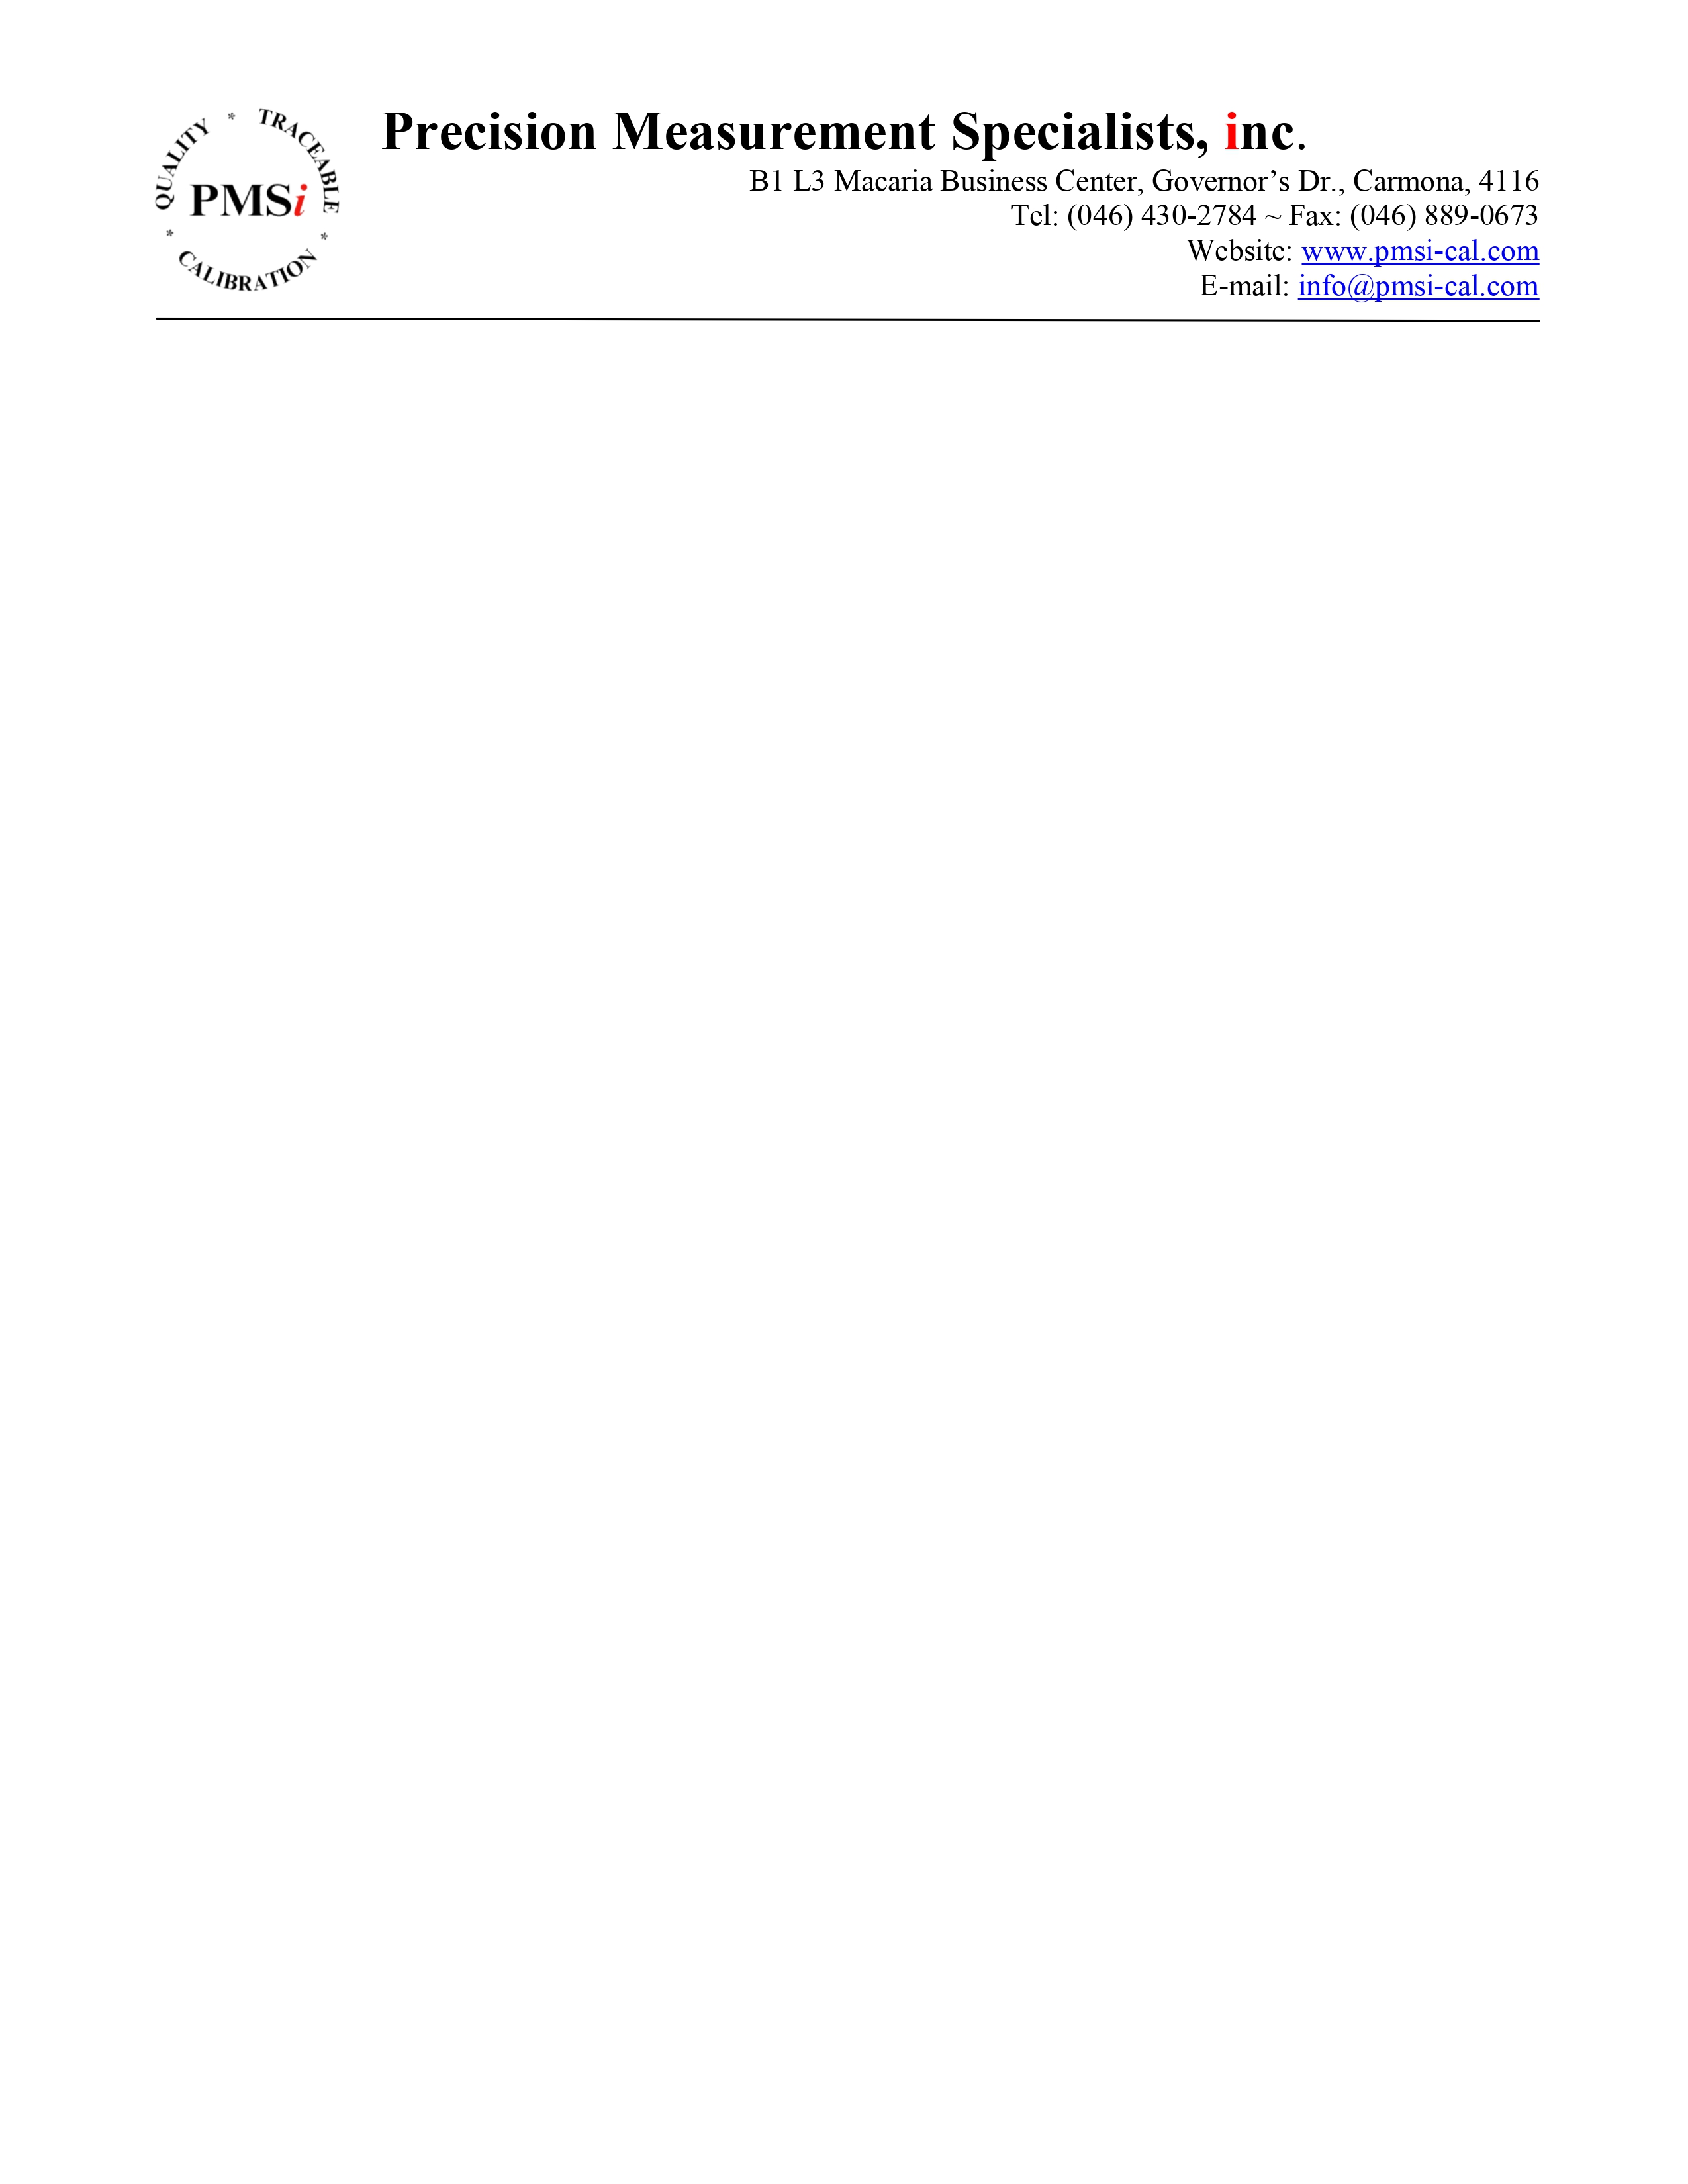 QUALITY * TRACEABLE * CALIBRATION *
PMSi
Precision Measurement Specialists, inc.
B1 L3 Macaria Business Center, Governor’s Dr., Carmona, 4116
Tel: (046) 430-2784 ~ Fax: (046) 889-0673
Website: www.pmsi-cal.com
E-mail: info@pmsi-cal.com